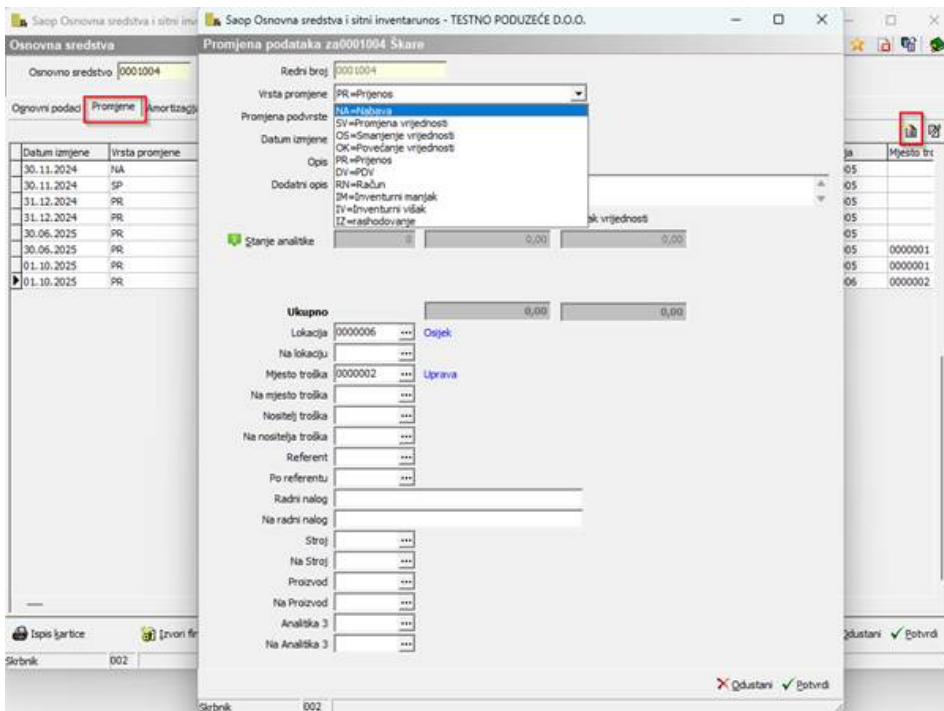 Saop Osnovna sredstva i sitni inv
Osnovna sredstva
Osnovno sredstvo 0001004
Osnovni podaci Promjene Amortizacija
Datum izmjene Vrsta promjene
30.11.2024 NA
30.11.2024 SP
31.12.2024 PR
31.12.2024 PR
30.06.2025 PR
30.06.2025 PR
01.10.2025 PR
01.10.2025 PR
Ispis kartice Izvori fir
Skrbnik 002
Saop Osnovna sredstva i sitni inventarunos - TESTNO PODUZEĆE D.O.O.
Promjena podataka za0001004 Škare
Redni broj 0001004
Vrsta promjene PR=Prijenos
Promjena podvrste
Datum izmjene
Opis
Dodatni opis
NA=Nabava
SV=Promjena vrijednosti
OS=Smanjenje vrijednosti
OK=Povećanje vrijednosti
PR=Prijenos
DV=PDV
RN=Račun
IM=Inventurni manjak
IV=Inventurni višak
IZ=rashodovanje
ak vrijednosti
Stanje analitike 0 0,00 0,00
Ukupno 0,00 0,00
Lokacija 0000006 ... Osijek
Na lokaciju ...
Mjesto troška 0000002 ... Uprava
Na mjesto troška ...
Nositelj troška ...
Na nositelja troška ...
Referent ...
Po referentu ...
Radni nalog
Na radni nalog
Stroj ...
Na Stroj ...
Proizvod ...
Na Proizvod ...
Analitika 3 ...
Na Analitika 3 ...
Odustani Potvrdi
Skrbnik 002
ja Mjesto tro
05
05
05
05
05
05 0000001
05 0000001
06 0000002
Odustani Potvrdi